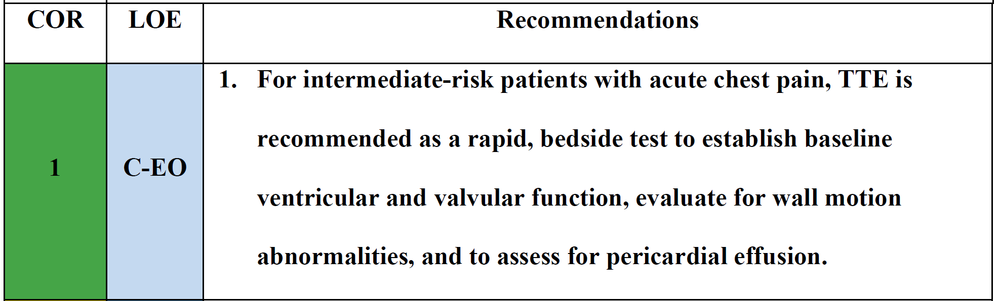 COR LOE Recommendations
1 C-EO
1. For intermediate-risk patients with acute chest pain, TTE is
recommended as a rapid, bedside test to establish baseline
ventricular and valvular function, evaluate for wall motion
abnormalities, and to assess for pericardial effusion.